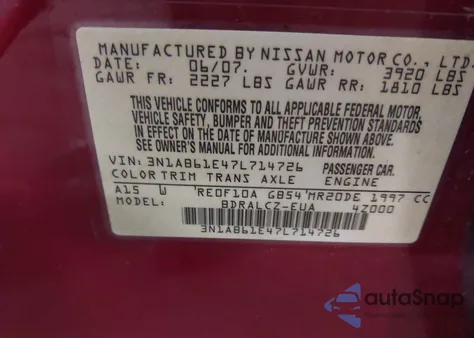 MANUFACTURED BY NISSAN MOTOR CO., LTD.
DATE: 06/07. GVWR: 3920 LBS
GAWR FR: 2227 LBS GAWR RR: 1810 LBS
THIS VEHICLE CONFORMS TO ALL APPLICABLE FEDERAL MOTOR
VEHICLE SAFETY, BUMPER, AND THEFT PREVENTION STANDARDS
IN EFFECT ON THE DATE OF MANUFACTURE SHOWN ABOVE.
SEE OWNER'S MANUAL FOR ADDITIONAL INFORMATION
VIN: 3N1AB61E47L714726 PASSENGER CAR
COLOR TRIM TRANS AXLE ENGINE
A15 W RE0F10A GB54 MR20DE 1997 CC
MODEL: BDRALCZ-EUA 4Z000
3N1AB61E47L714726
autoSnap